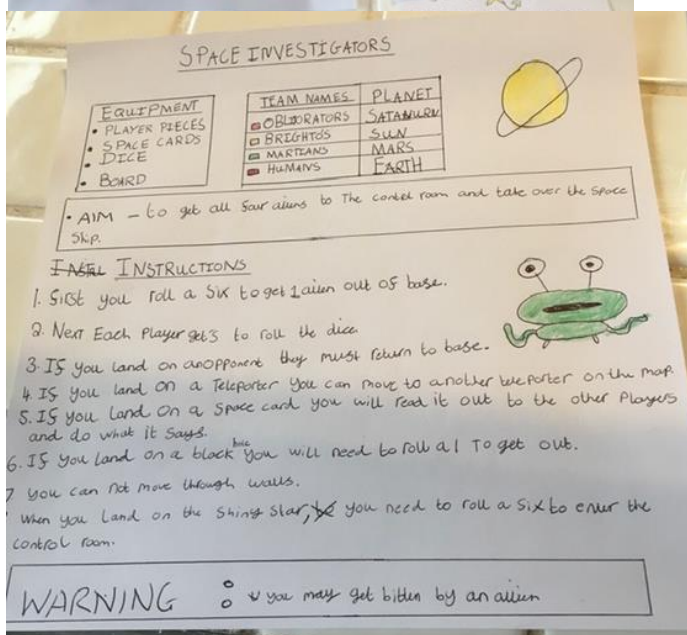 SPACE INVESTIGATORS
EQUIPMENT
• PLAYER PIECES
• SPACE CARDS
• DICE
• BOARD
TEAM NAMES PLANET
OBLIORATORS SATANURN
BRIGHTOS SUN
MARTIANS MARS
HUMANS EARTH
• AIM – to get all four aliens to The control room and take over the Space
Ship.
INSTRUCTIONS
1. First you roll a Six to get 1 alien out of base.
2. Next Each Player gets to roll the dice
3. If you land on an opponent they must return to base.
4. If you land on a Teleporter you can move to another teleporter on the map.
5. If you land on a Space card you will read it out to the other Players
and do what it Says.
6. If you land on a black hole you will need to roll a 1 To get out.
7 you can not move through walls.
When you land on the Shiny Star, you need to roll a Six to enter the
control room.
WARNING : you may get bitten by an alien